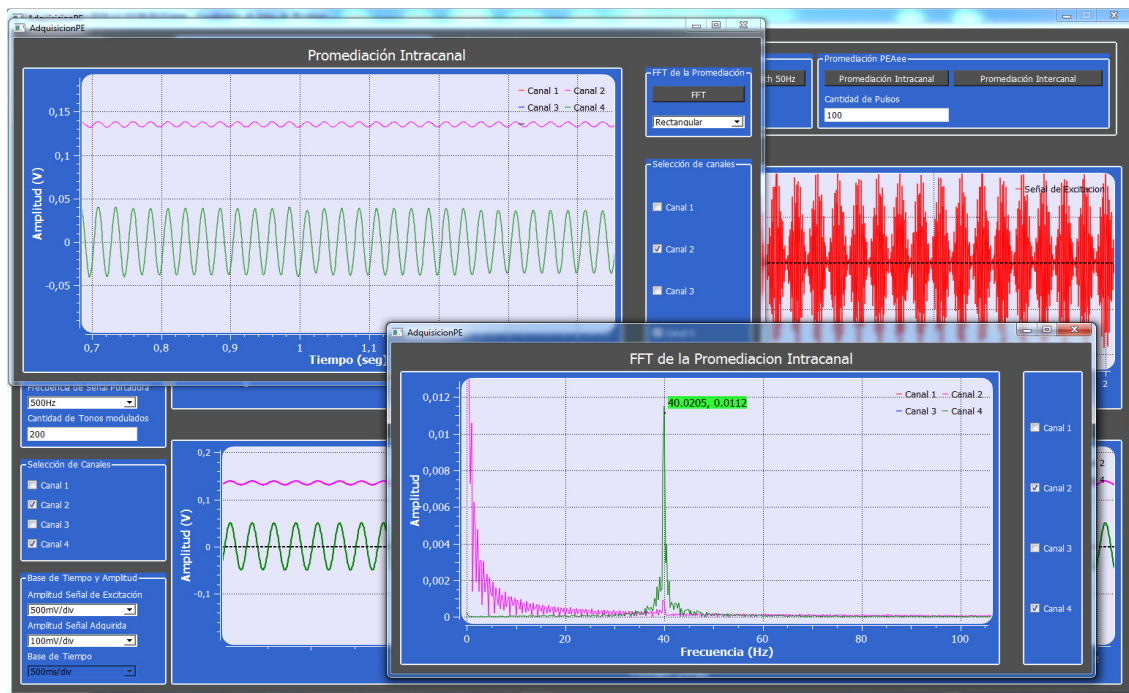 AdquisicionPE
Promediación Intracanal
0,15
0,1
0,05
0
-0,05
Amplitud (V)
0,7
0,8
0,9
1
1,1
Tiempo (seg)
Canal 1
Canal 2
Canal 3
Canal 4
FFT de la Promediación
FFT
Rectangular
Selección de canales
Canal 1
Canal 2
Canal 3
ch 50Hz
Promediación PEAee
Promediación Intracanal
Promediación Intercanal
Cantidad de Pulsos
100
Señal de Excitacion
2
AdquisicionPE
FFT de la Promediacion Intracanal
0,012
0,01
0,008
0,006
0,004
0,002
0
Amplitud
40.0205, 0.0112
Canal 1
Canal 2
Canal 3
Canal 4
0
20
40
60
80
100
Frecuencia (Hz)
Canal 1
Canal 2
Canal 3
Canal 4
Frecuencia de Señal Portadora
500Hz
Cantidad de Tonos modulados
200
Selección de Canales
Canal 1
Canal 2
Canal 3
Canal 4
Base de Tiempo y Amplitud
Amplitud Señal de Excitación
500mV/div
Amplitud Señal Adquirida
100mV/div
Base de Tiempo
500ms/div
0,2
0,1
0
-0,1
Amplitud (V)
2
4